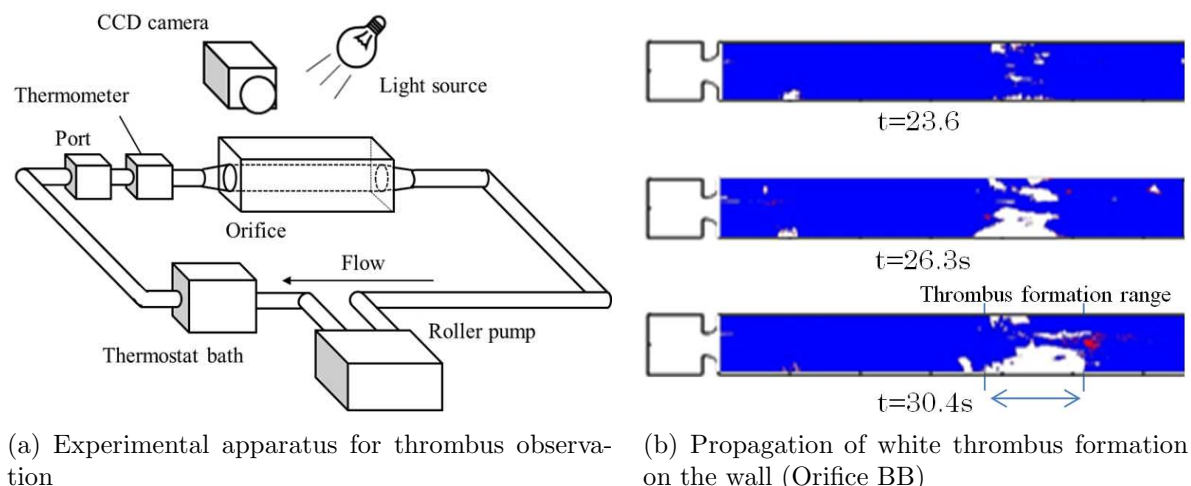 CCD camera
Light source
Thermometer
Port
Orifice
Flow
Roller pump
Thermostat bath
(a) Experimental apparatus for thrombus observa-
tion
t=23.6
t=26.3s
Thrombus formation range
t=30.4s
(b) Propagation of white thrombus formation
on the wall (Orifice BB)